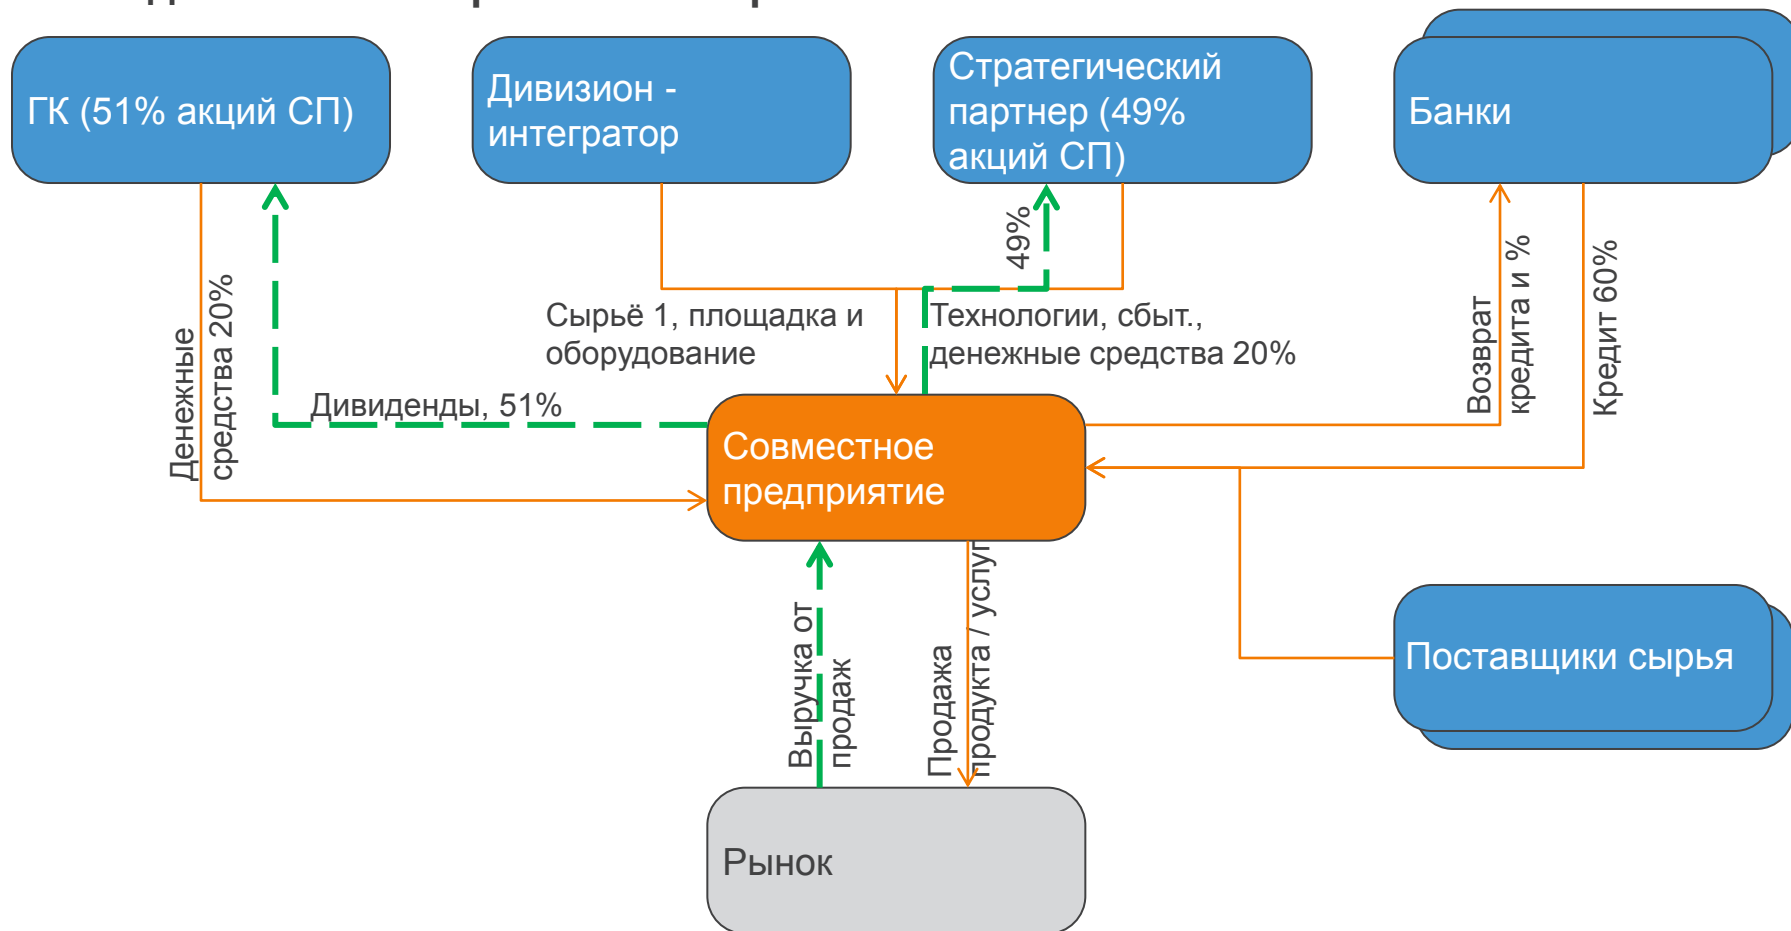 ГК (51% акций СП)
Дивизион -
интегратор
Стратегический
партнер (49%
акций СП)
Банки
Денежные
средства 20%
Дивиденды, 51%
Сырьё 1, площадка и
оборудование
49%
Технологии, сбыт.,
денежные средства 20%
Возврат
кредита и %
Кредит 60%
Совместное
предприятие
Выручка от
продаж
Продажа
продукта / услуг
Поставщики сырья
Рынок